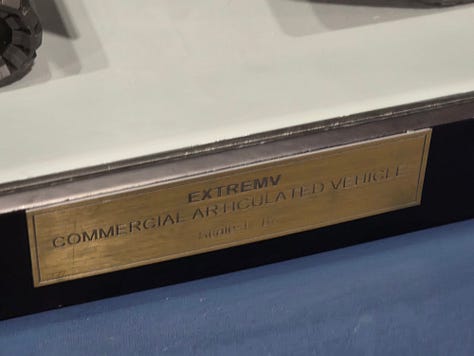 EXTREMV
COMMERCIAL ARTICULATED VEHICLE